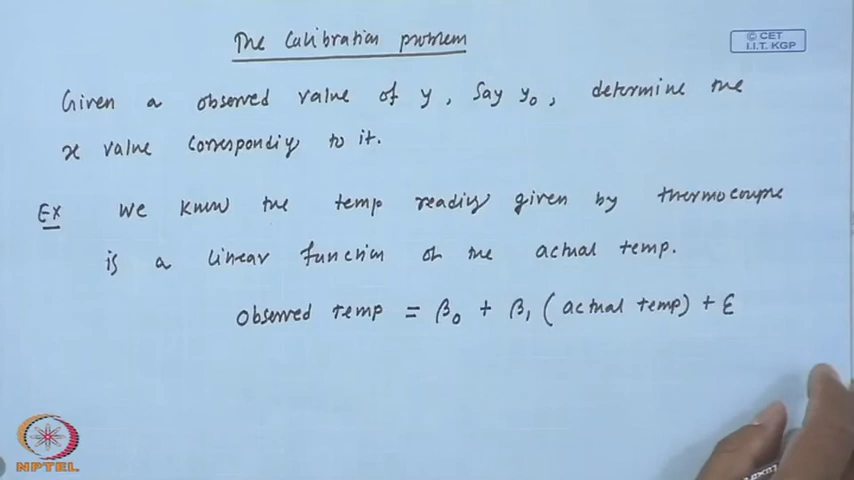 The Calibration problem
© CET
I.I.T. KGP
Given a observed value of y, Say y₀, determine the
x value corresponding to it.
Ex We know the temp reading given by thermocouple
is a linear function of the actual temp.
observed temp = β₀ + β₁ (actual temp) + ε
NPTEL